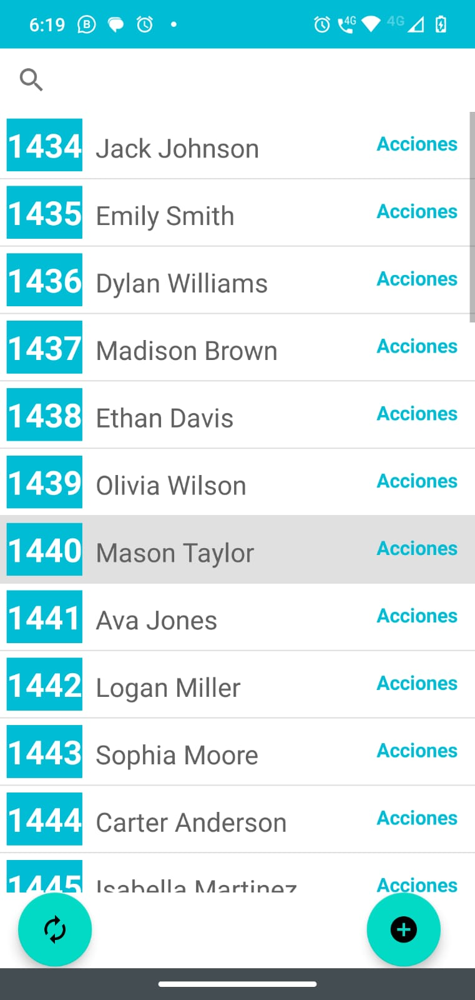 6:19 B 4G 4G
1434 Jack Johnson Acciones
1435 Emily Smith Acciones
1436 Dylan Williams Acciones
1437 Madison Brown Acciones
1438 Ethan Davis Acciones
1439 Olivia Wilson Acciones
1440 Mason Taylor Acciones
1441 Ava Jones Acciones
1442 Logan Miller Acciones
1443 Sophia Moore Acciones
1444 Carter Anderson Acciones
1445 Isabella Martinez Acciones